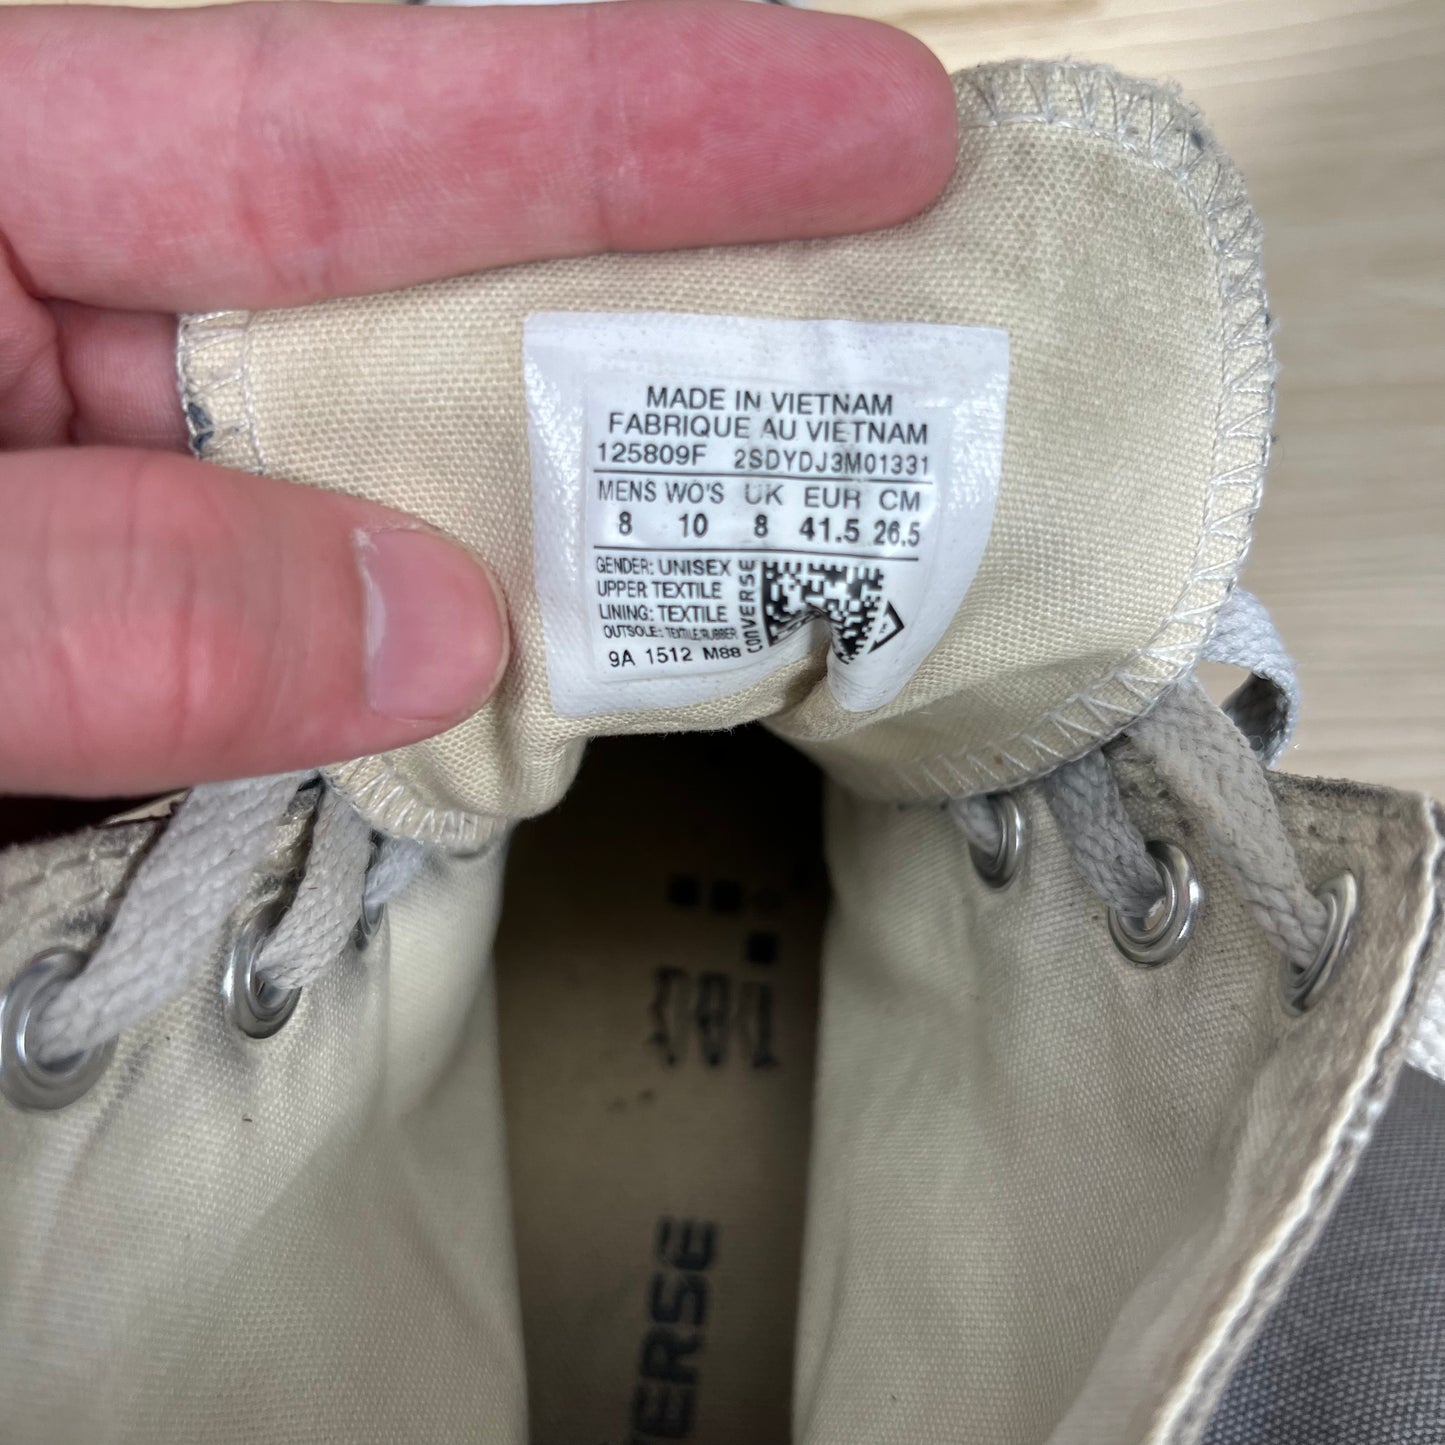 MADE IN VIETNAM
FABRIQUE AU VIETNAM
125809F 2SDYDJ3M01331
MENS WO'S UK EUR CM
8 10 8 41.5 26.5
GENDER: UNISEX
UPPER TEXTILE
LINING: TEXTILE
OUTSOLE: TEXTILE/RUBBER
9A 1512 M88
CONVERSE
VERSE